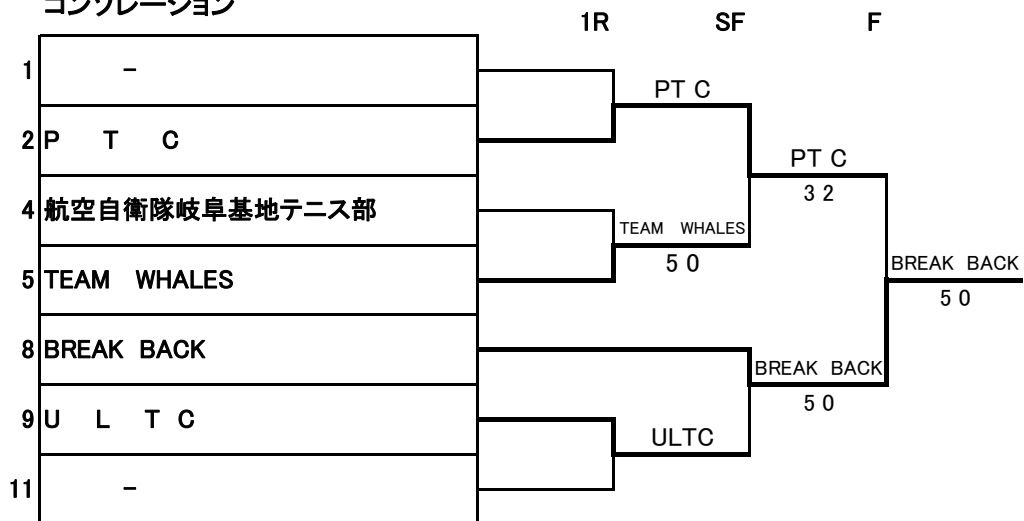 コンソレーション
1R SF F
1 -
PT C
2 P T C
PT C
3 2
4 航空自衛隊岐阜基地テニス部
TEAM WHALES
5 0
BREAK BACK
5 TEAM WHALES
5 0
8 BREAK BACK
BREAK BACK
5 0
9 U L T C
ULTC
11 -